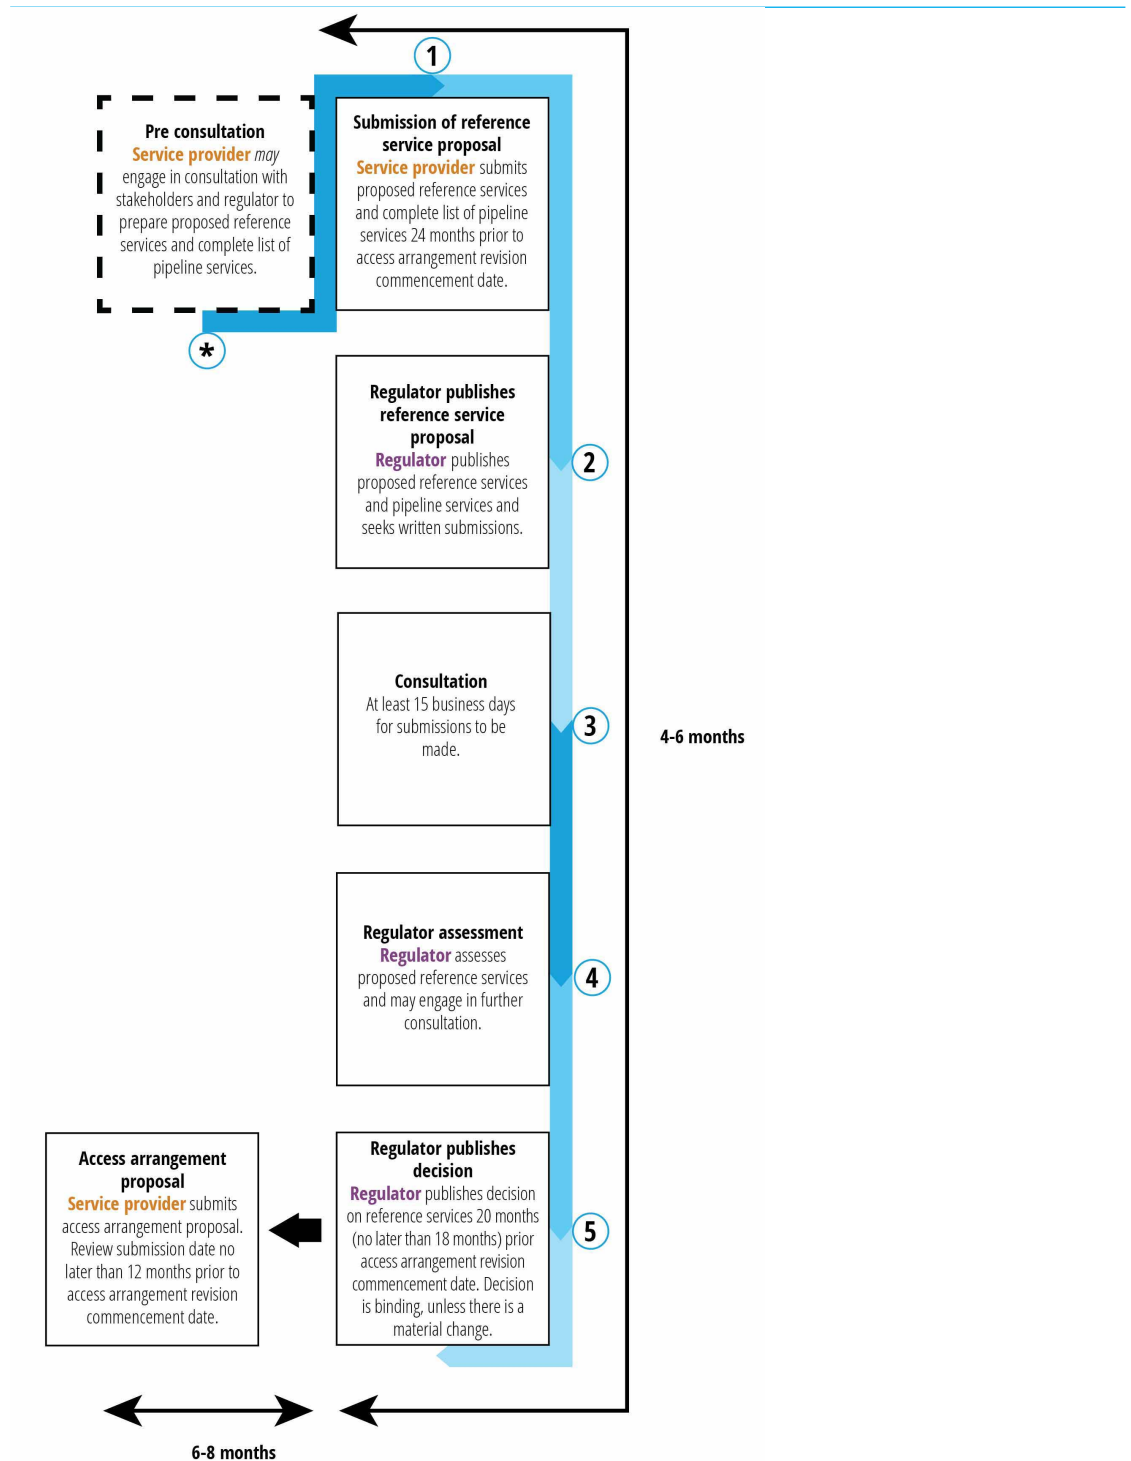 1
Pre consultation
Service provider may
engage in consultation with
stakeholders and regulator to
prepare proposed reference
services and complete list of
pipeline services.
*
Submission of reference
service proposal
Service provider submits
proposed reference services
and complete list of pipeline
services 24 months prior to
access arrangement revision
commencement date.
Regulator publishes
reference service
proposal
Regulator publishes
proposed reference services
and pipeline services and
seeks written submissions.
2
Consultation
At least 15 business days
for submissions to be
made.
3
4-6 months
Regulator assessment
Regulator assesses
proposed reference services
and may engage in further
consultation.
4
Regulator publishes
decision
Regulator publishes decision
on reference services 20 months
(no later than 18 months) prior
access arrangement revision
commencement date. Decision
is binding, unless there is a
material change.
5
Access arrangement
proposal
Service provider submits
access arrangement proposal.
Review submission date no
later than 12 months prior to
access arrangement revision
commencement date.
6-8 months